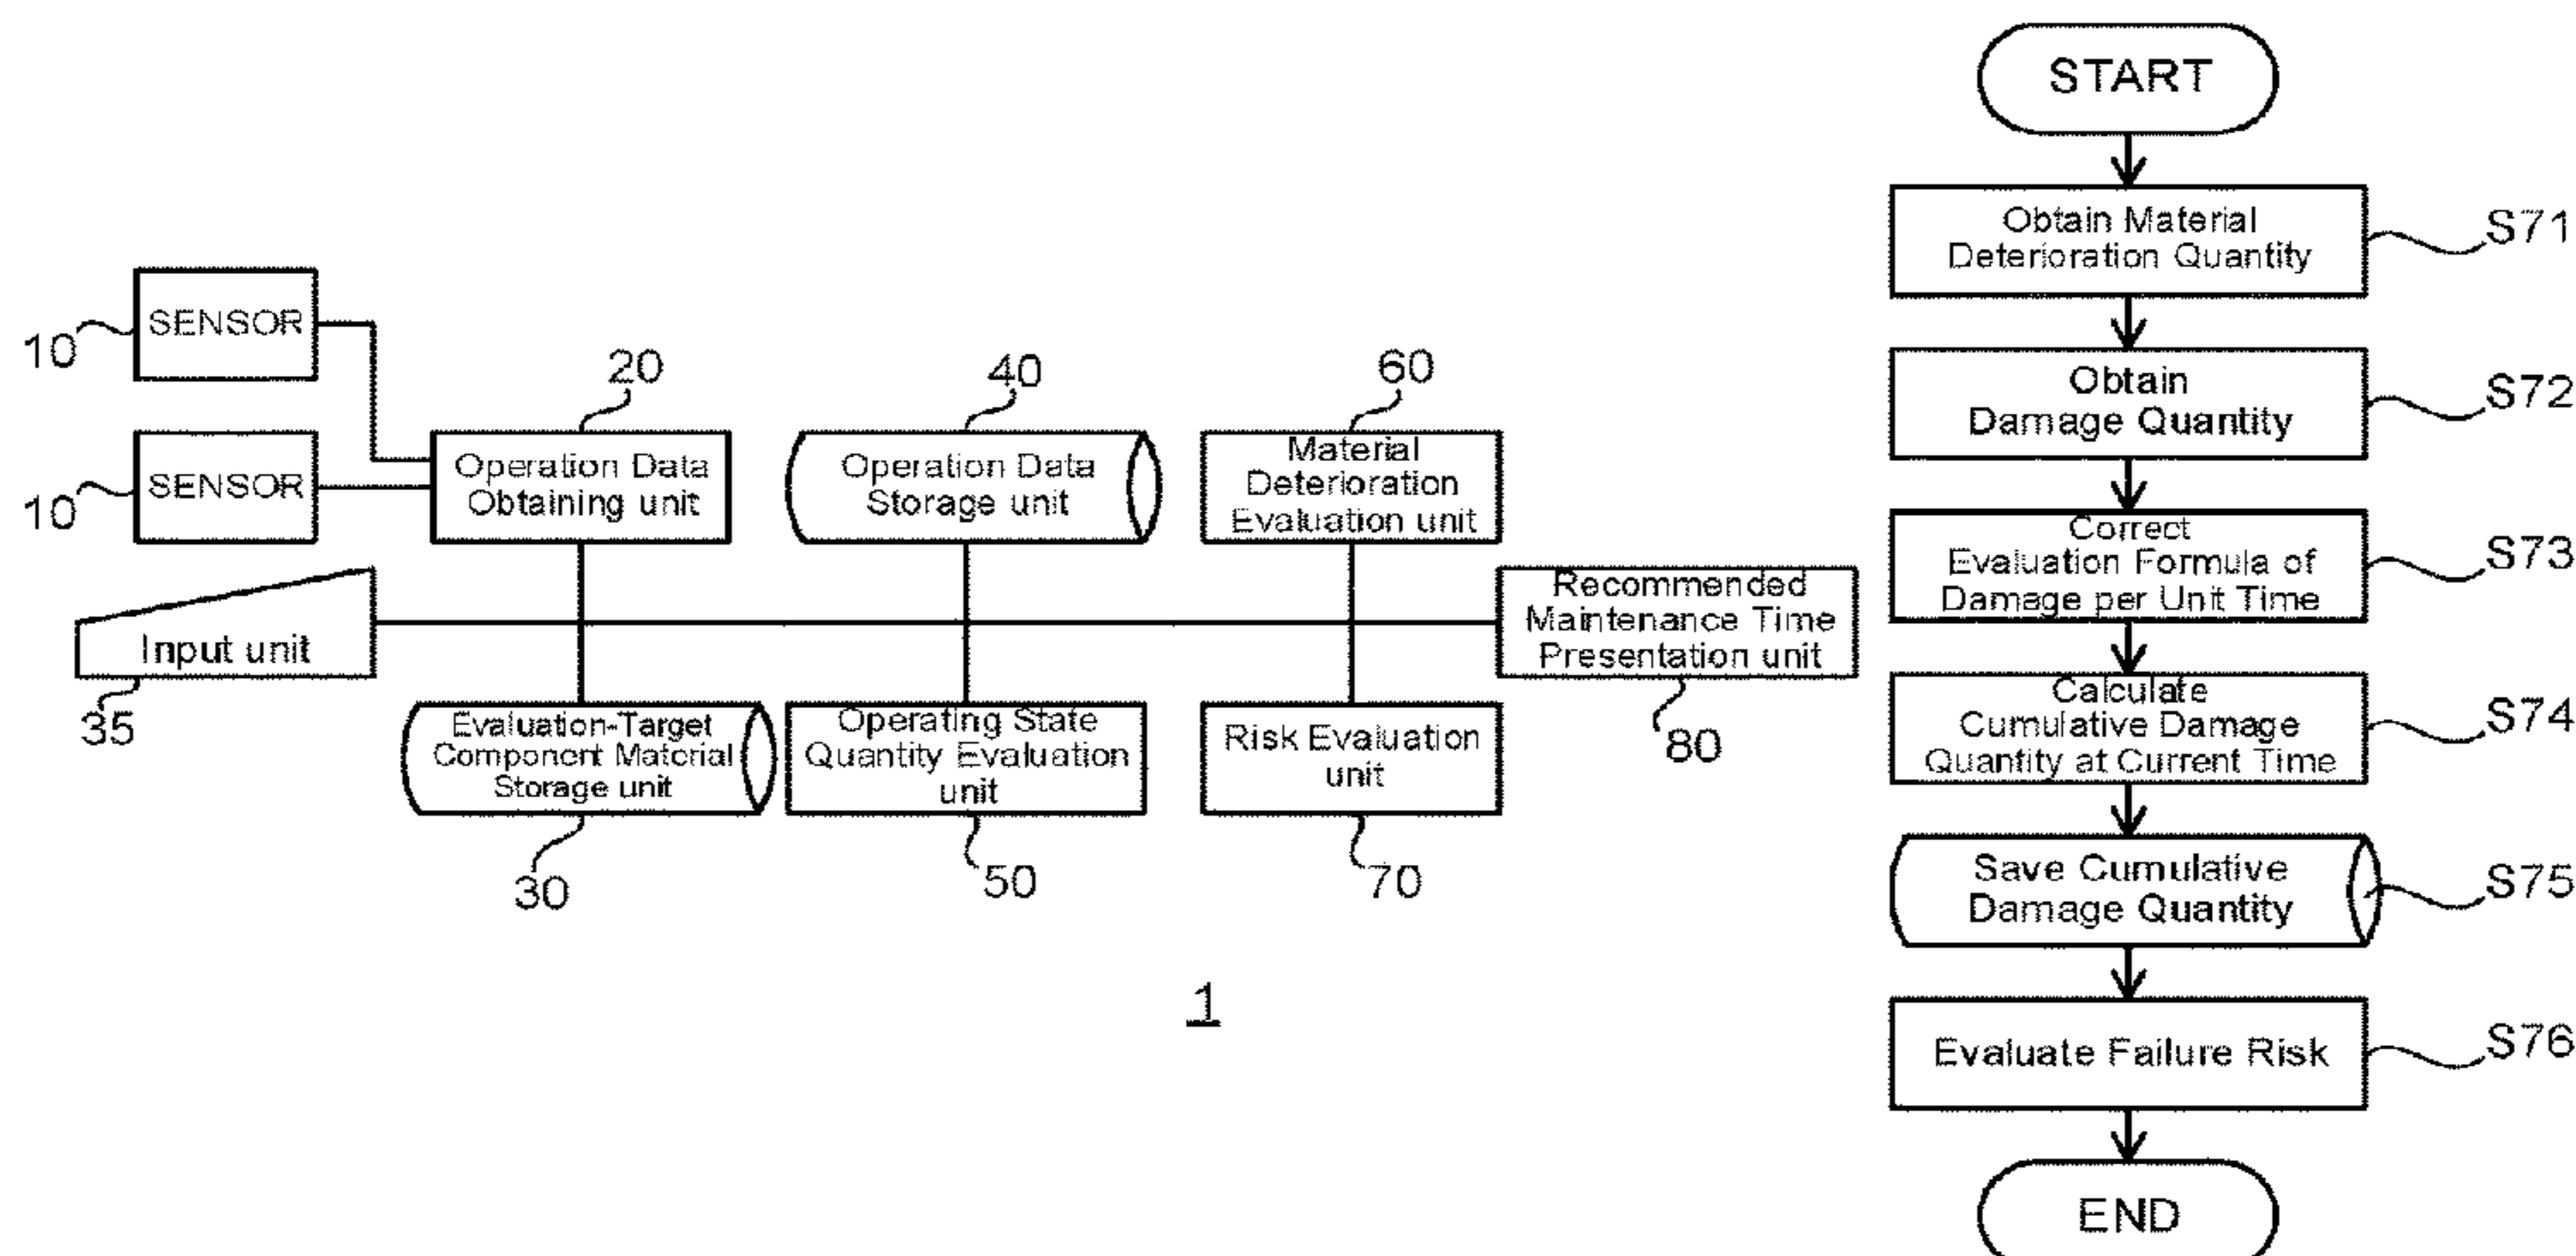 10
SENSOR
10
SENSOR
20
Operation Data
Obtaining unit
40
Operation Data
Storage unit
60
Material
Deterioration
Evaluation unit
Input unit
35
Recommended
Maintenance Time
Presentation unit
80
Evaluation-Target
Component Material
Storage unit
30
Operating State
Quantity Evaluation
unit
50
Risk Evaluation
unit
70
1
START
Obtain Material
Deterioration Quantity
S71
Obtain
Damage Quantity
S72
Correct
Evaluation Formula of
Damage per Unit Time
S73
Calculate
Cumulative Damage
Quantity at Current Time
S74
Save Cumulative
Damage Quantity
S75
Evaluate Failure Risk
S76
END